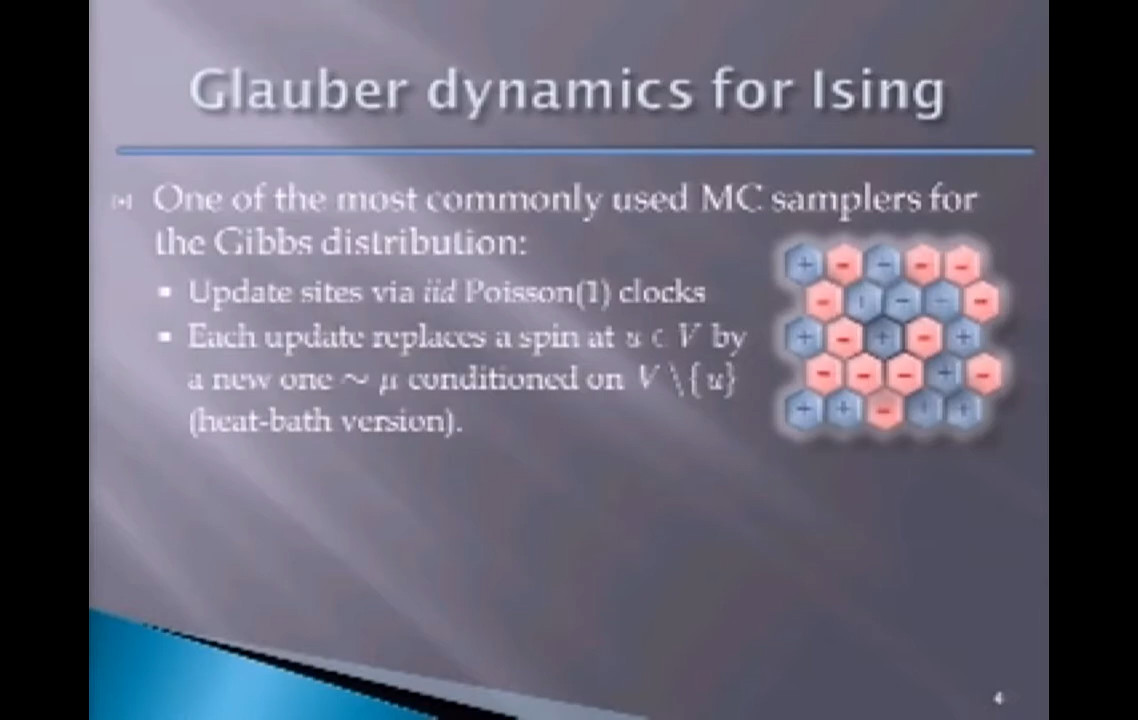 Glauber dynamics for Ising
One of the most commonly used MC samplers for
the Gibbs distribution:
▪ Update sites via iid Poisson(1) clocks
▪ Each update replaces a spin at u ∈ V by
a new one ~ μ conditioned on V \ {u}
(heat-bath version).
4